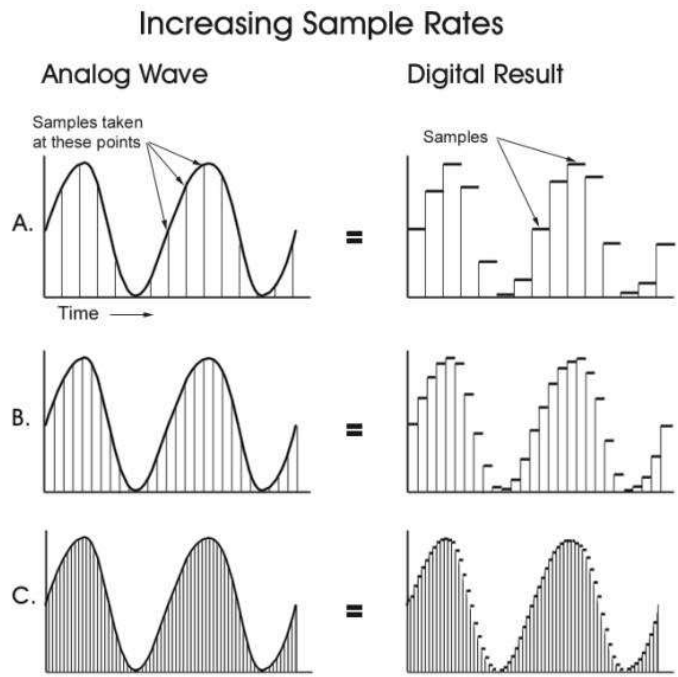 Increasing Sample Rates
Analog Wave
Digital Result
Samples taken
at these points
Samples
A.
=
Time
B.
=
C.
=